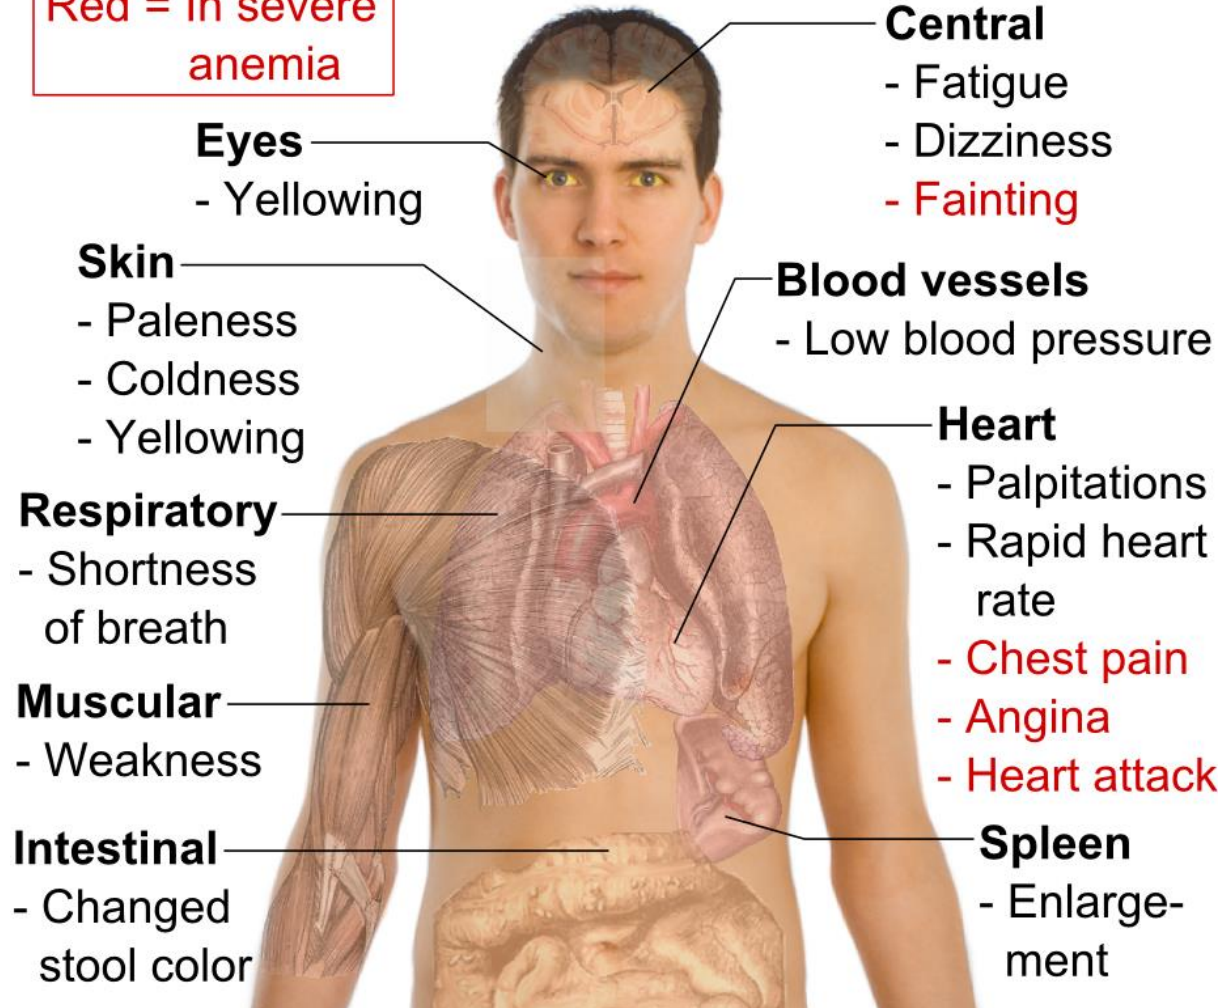 Red = In severe
anemia
Central
- Fatigue
- Dizziness
- Fainting
Eyes
- Yellowing
Skin
- Paleness
- Coldness
- Yellowing
Blood vessels
- Low blood pressure
Heart
- Palpitations
- Rapid heart
rate
- Chest pain
- Angina
- Heart attack
Respiratory
- Shortness
of breath
Muscular
- Weakness
Intestinal
- Changed
stool color
Spleen
- Enlarge-
ment